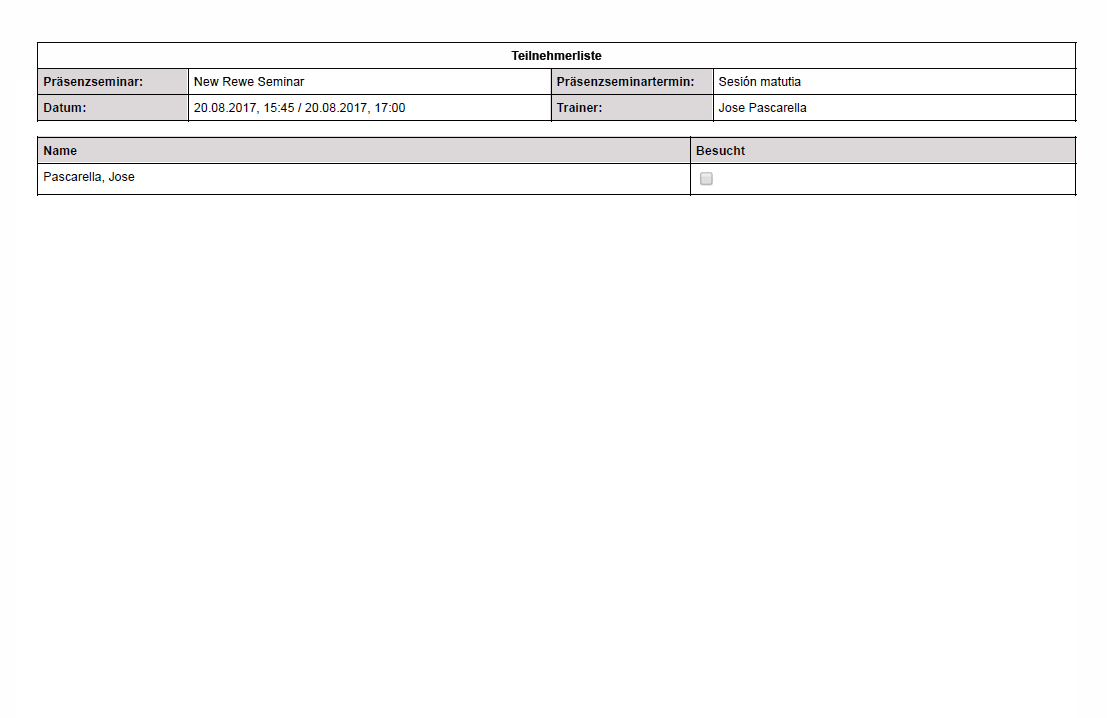 Teilnehmerliste
Präsenzseminar: New Rewe Seminar Präsenzseminartermin: Sesión matutia
Datum: 20.08.2017, 15:45 / 20.08.2017, 17:00 Trainer: Jose Pascarella
Name Besucht
Pascarella, Jose